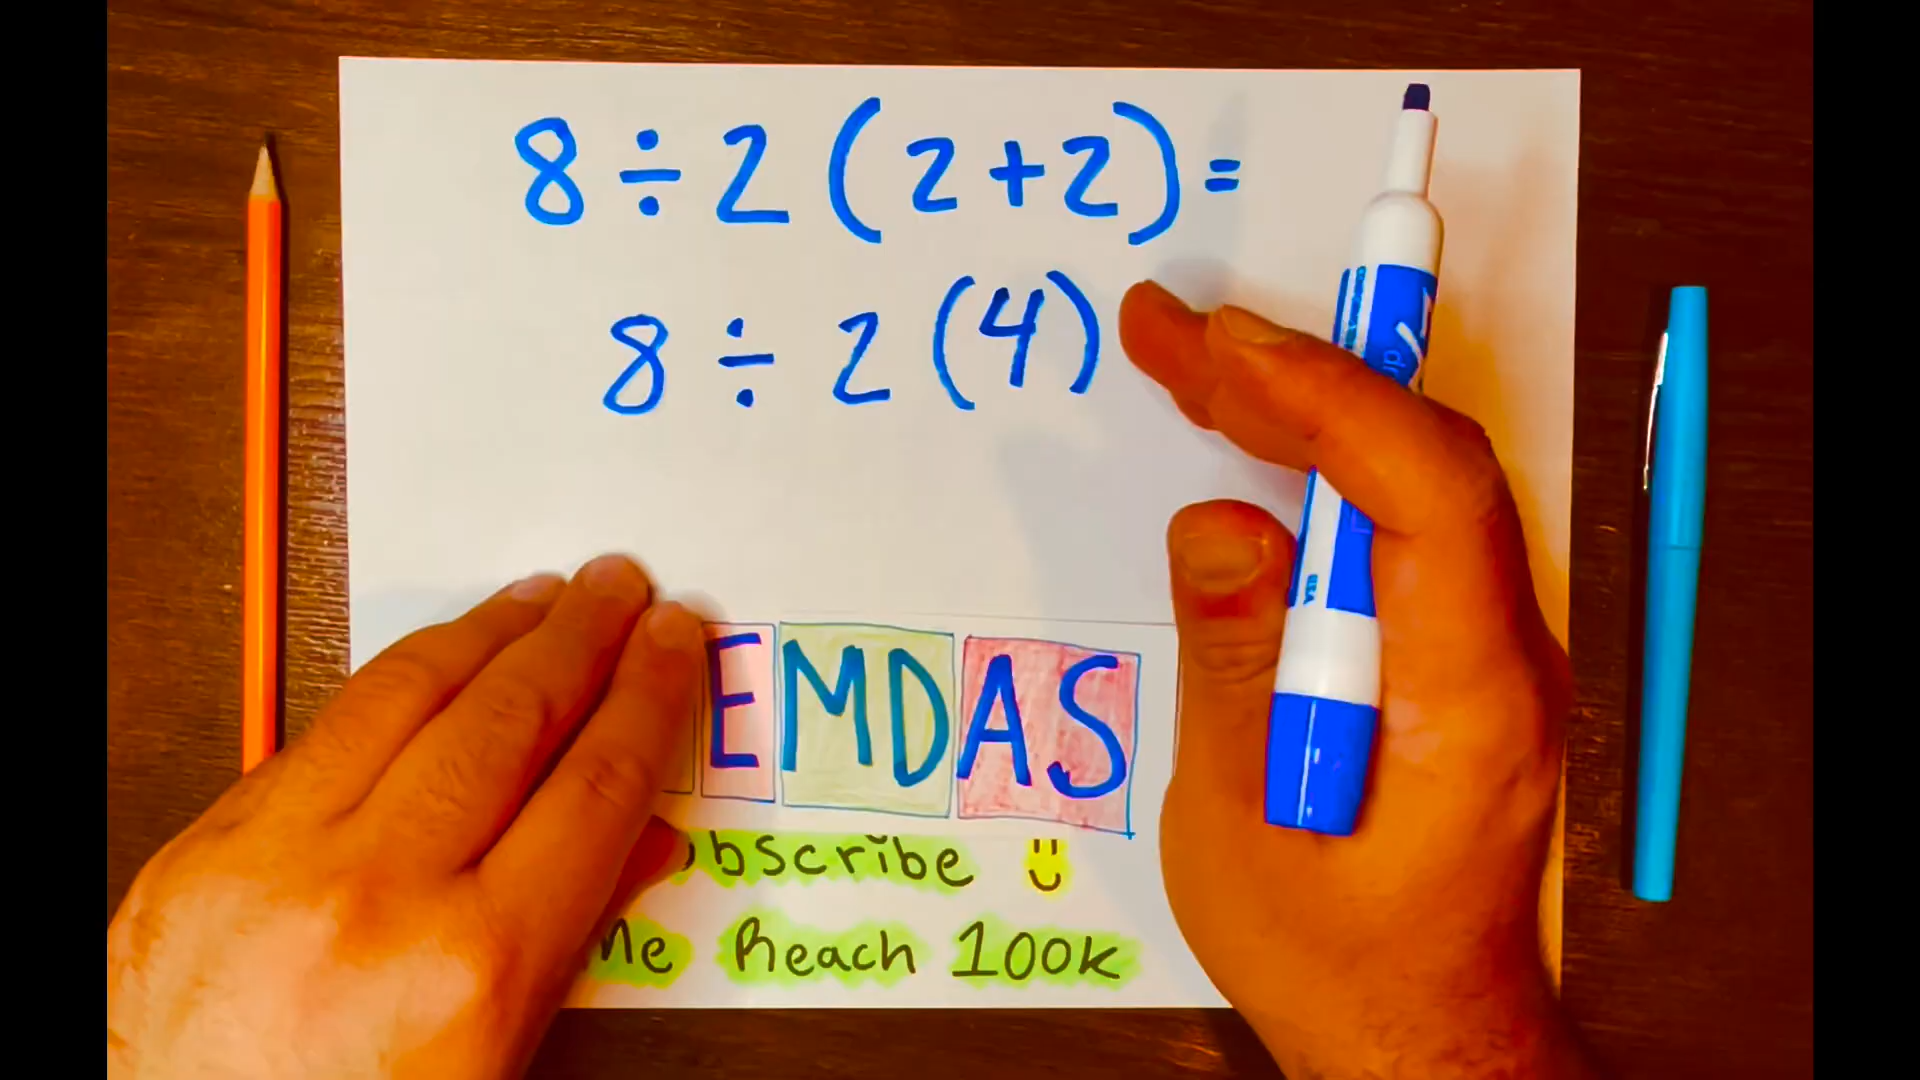 8 ÷ 2 (2+2) =
8 ÷ 2 (4)
EMDAS
bscribe
Me Reach 100k